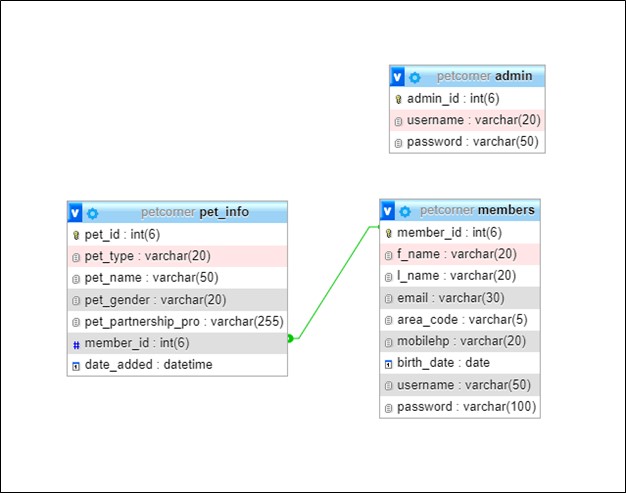 petcorner admin
admin_id : int(6)
username : varchar(20)
password : varchar(50)
petcorner pet_info
pet_id : int(6)
pet_type : varchar(20)
pet_name : varchar(50)
pet_gender : varchar(20)
pet_partnership_pro : varchar(255)
member_id : int(6)
date_added : datetime
petcorner members
member_id : int(6)
f_name : varchar(20)
l_name : varchar(20)
email : varchar(30)
area_code : varchar(5)
mobilehp : varchar(20)
birth_date : date
username : varchar(50)
password : varchar(100)